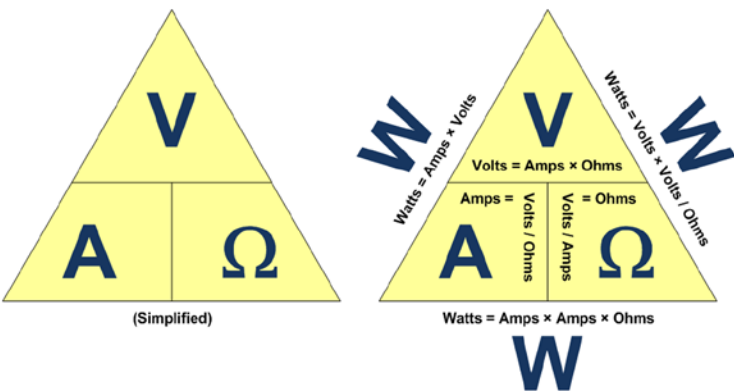 V
A
Ω
(Simplified)
W
Watts = Amps × Volts
W
Watts = Volts × Volts / Ohms
V
Volts = Amps × Ohms
Amps =
Volts / Ohms
A
Volts / Amps
= Ohms
Ω
Watts = Amps × Amps × Ohms
W